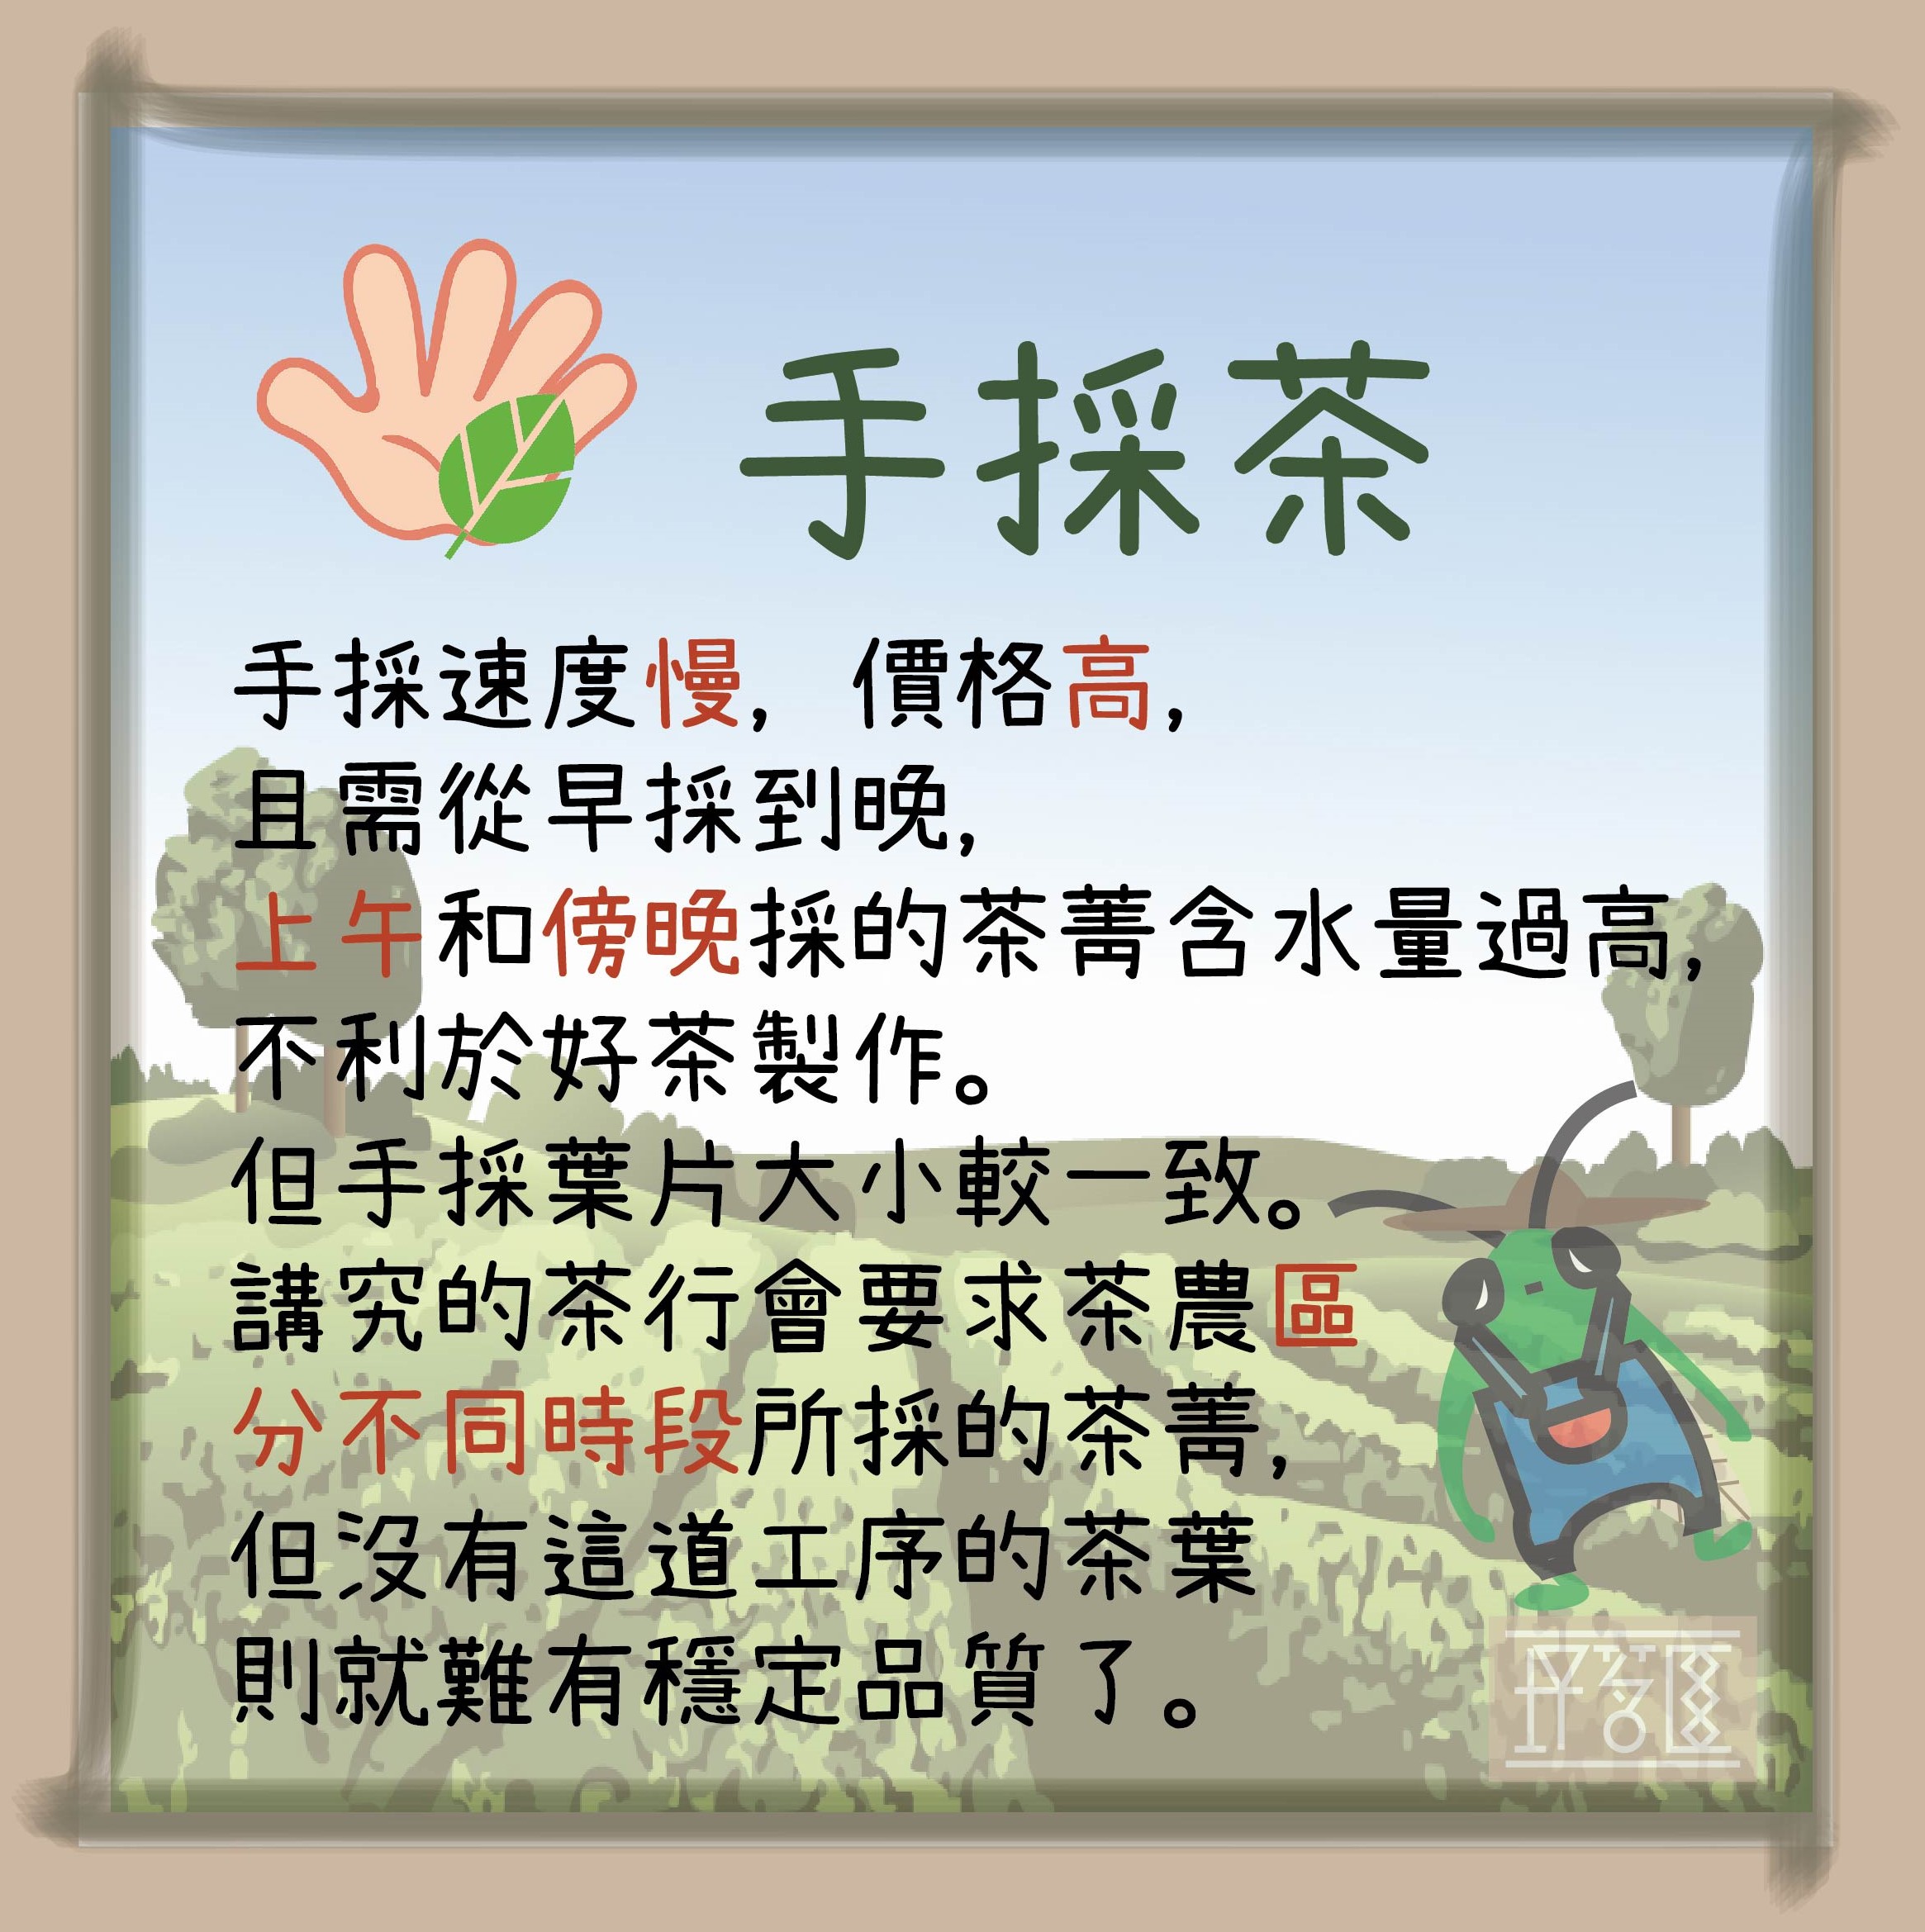 手採茶
手採速度慢, 價格高,
且需從早採到晚,
上午和傍晚採的茶菁含水量過高,
不利於好茶製作。
但手採葉片大小較一致。
講究的茶行會要求茶農區
分不同時段所採的茶菁,
但沒有這道工序的茶葉
則就難有穩定品質了。